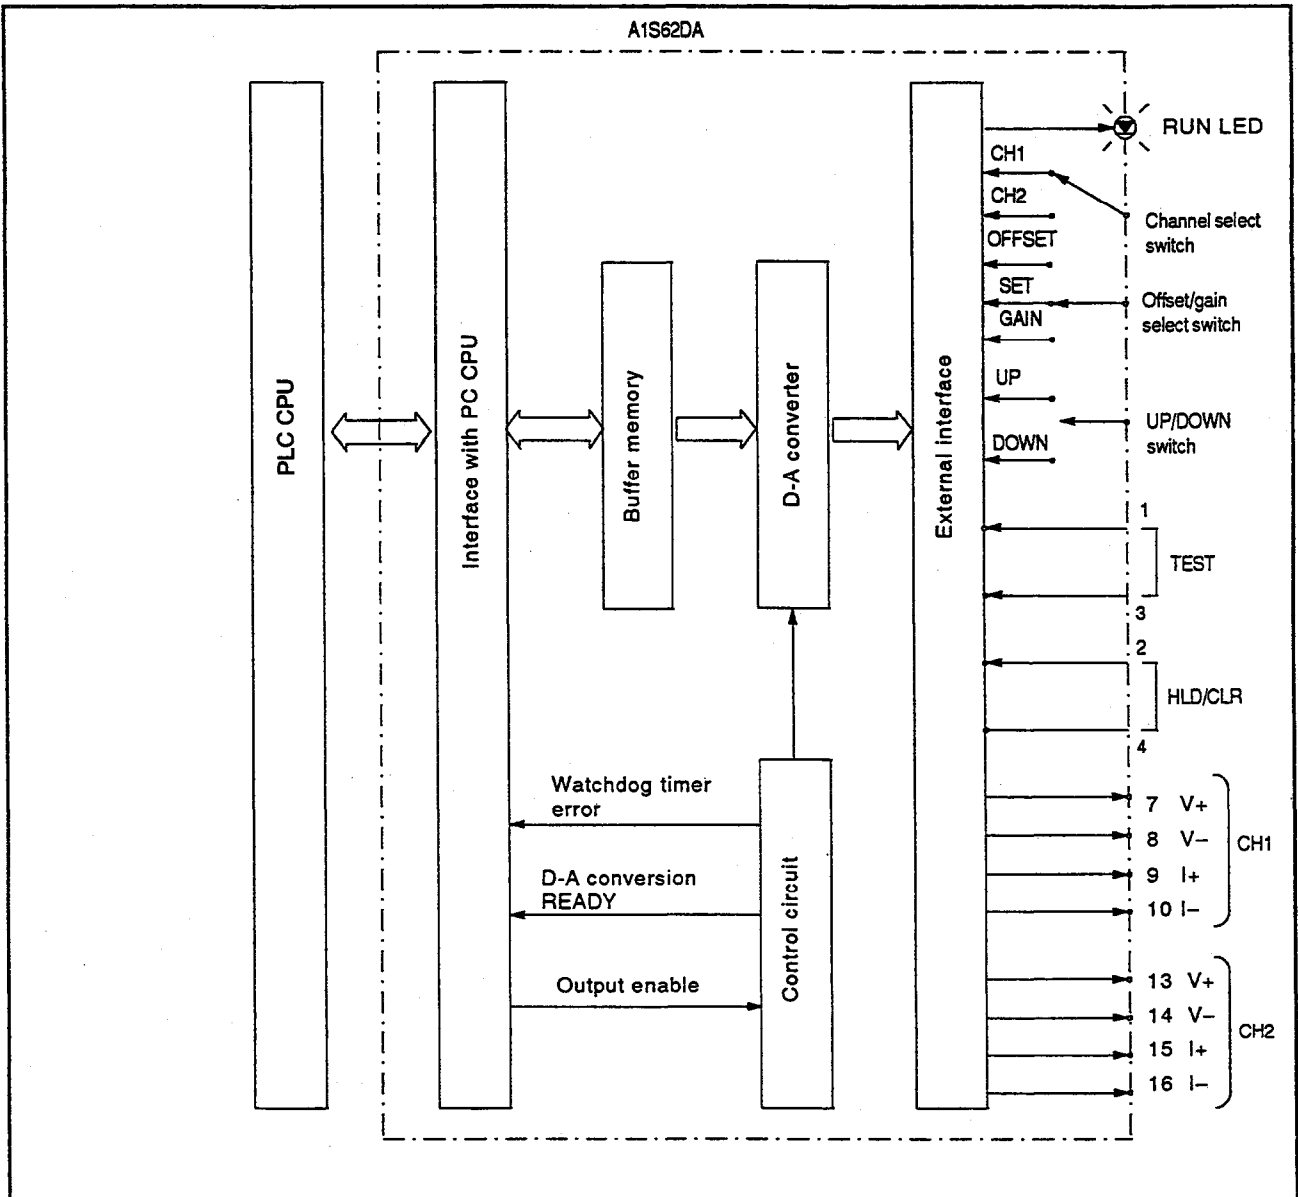 A1S62DA
PLC CPU
Interface with PC CPU
Buffer memory
D-A converter
External interface
Control circuit
Watchdog timer
error
D-A conversion
READY
Output enable
RUN LED
CH1
CH2
Channel select
switch
OFFSET
SET
GAIN
Offset/gain
select switch
UP
DOWN
UP/DOWN
switch
1
TEST
3
2
HLD/CLR
4
7 V+
8 V−
9 I+
10 I−
CH1
13 V+
14 V−
15 I+
16 I−
CH2